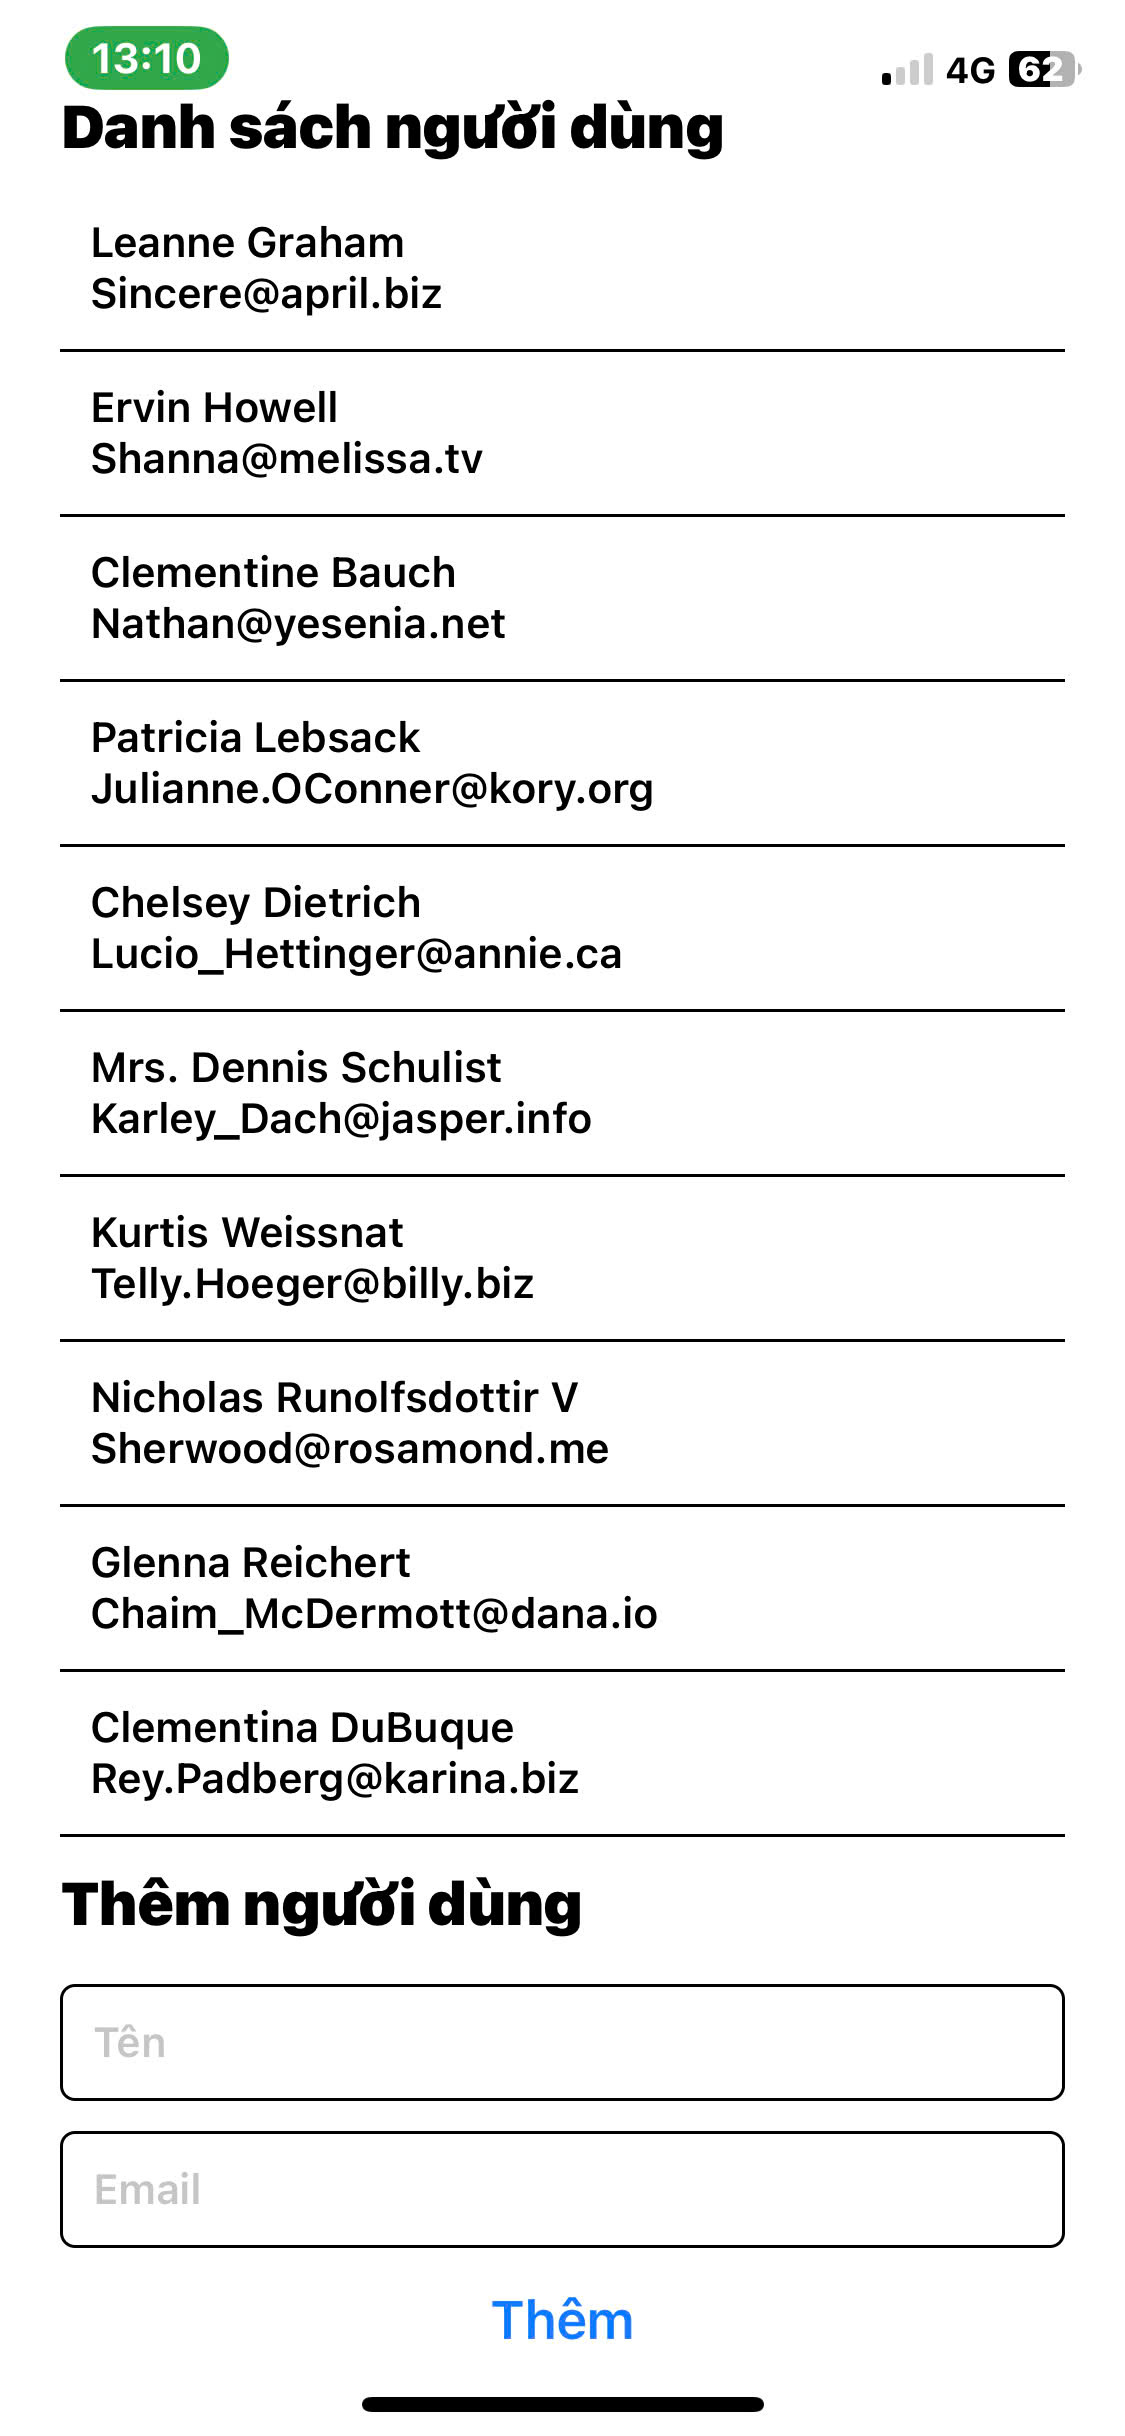 13:10
4G 62
Danh sách người dùng
Leanne Graham
Sincere@april.biz
Ervin Howell
Shanna@melissa.tv
Clementine Bauch
Nathan@yesenia.net
Patricia Lebsack
Julianne.OConner@kory.org
Chelsey Dietrich
Lucio_Hettinger@annie.ca
Mrs. Dennis Schulist
Karley_Dach@jasper.info
Kurtis Weissnat
Telly.Hoeger@billy.biz
Nicholas Runolfsdottir V
Sherwood@rosamond.me
Glenna Reichert
Chaim_McDermott@dana.io
Clementina DuBuque
Rey.Padberg@karina.biz
Thêm người dùng
Tên
Email
Thêm